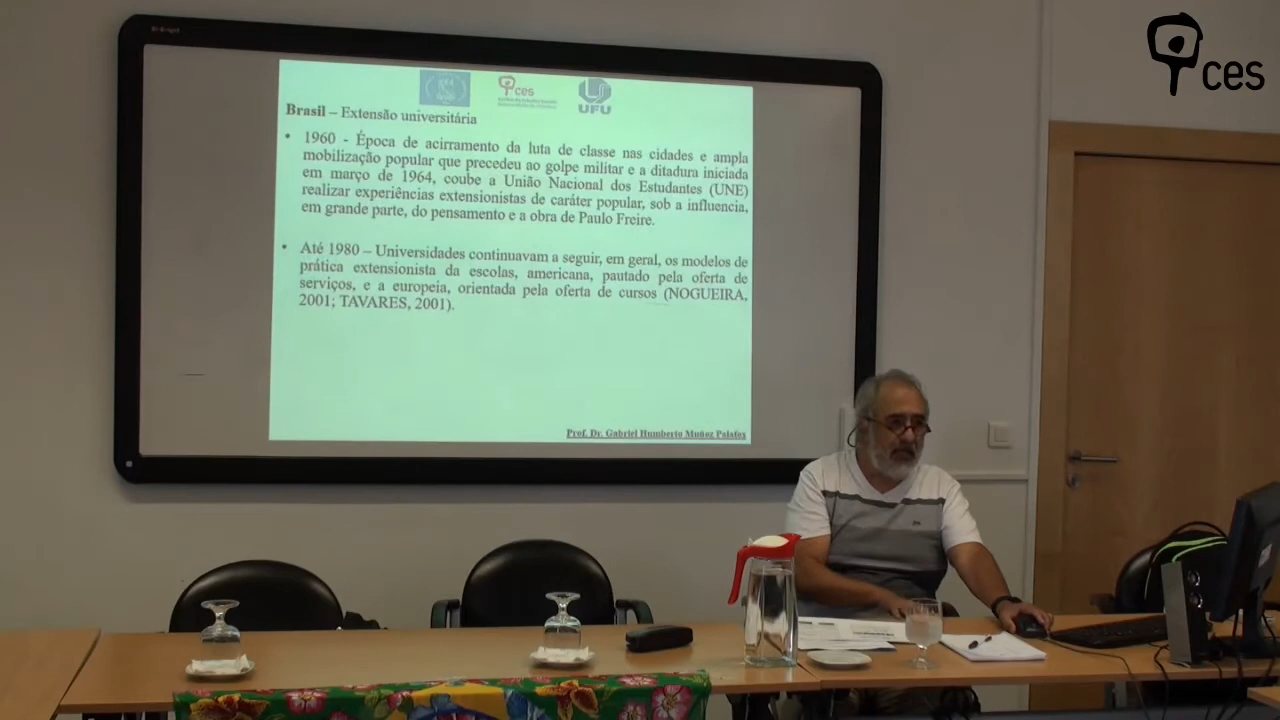 ces
ces
UFU
Brasil – Extensão universitária
• 1960 - Época de acirramento da luta de classe nas cidades e ampla
mobilização popular que precedeu ao golpe militar e a ditadura iniciada
em março de 1964, coube a União Nacional dos Estudantes (UNE)
realizar experiências extensionistas de caráter popular, sob a influencia,
em grande parte, do pensamento e a obra de Paulo Freire.
• Até 1980 – Universidades continuavam a seguir, em geral, os modelos de
prática extensionista da escolas, americana, pautado pela oferta de
serviços, e a europeia, orientada pela oferta de cursos (NOGUEIRA,
2001; TAVARES, 2001).
Prof. Dr. Gabriel Humberto Muñoz Palafox